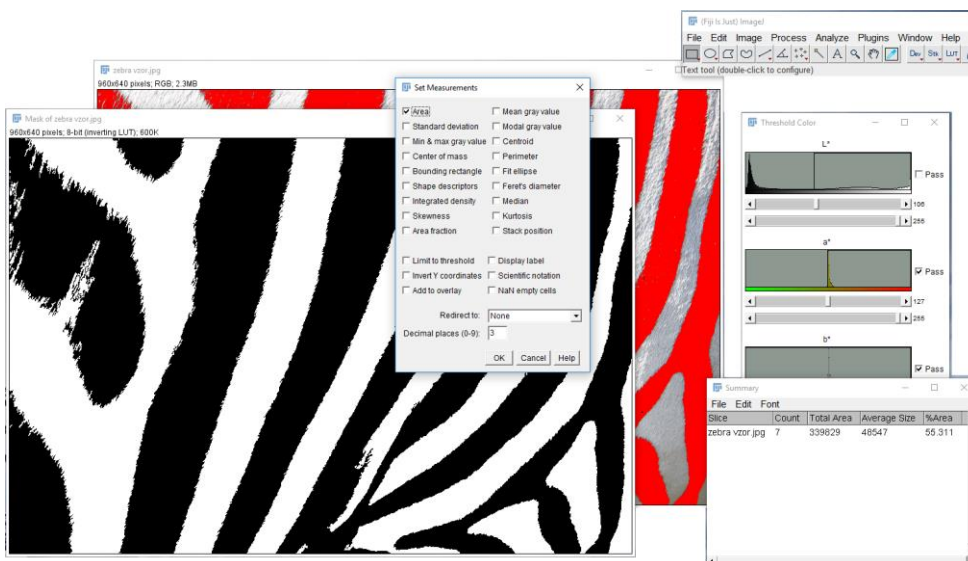 (Fiji Is Just) ImageJ
File Edit Image Process Analyze Plugins Window Help
Dev Stk LUT
Text tool (double-click to configure)
zebra vzor.jpg
960x640 pixels; RGB; 2.3MB
Mask of zebra vzor.jpg
960x640 pixels; 8-bit (inverting LUT); 600K
Set Measurements
Area Mean gray value
Standard deviation Modal gray value
Min & max gray value Centroid
Center of mass Perimeter
Bounding rectangle Fit ellipse
Shape descriptors Feret's diameter
Integrated density Median
Skewness Kurtosis
Area fraction Stack position
Limit to threshold Display label
Invert Y coordinates Scientific notation
Add to overlay NaN empty cells
Redirect to: None
Decimal places (0-9): 3
OK Cancel Help
Threshold Color
L*
Pass
255
a*
Pass
127
255
b*
Pass
Summary
File Edit Font
Slice Count Total Area Average Size %Area
zebra vzor.jpg 7 339829 48547 55.311